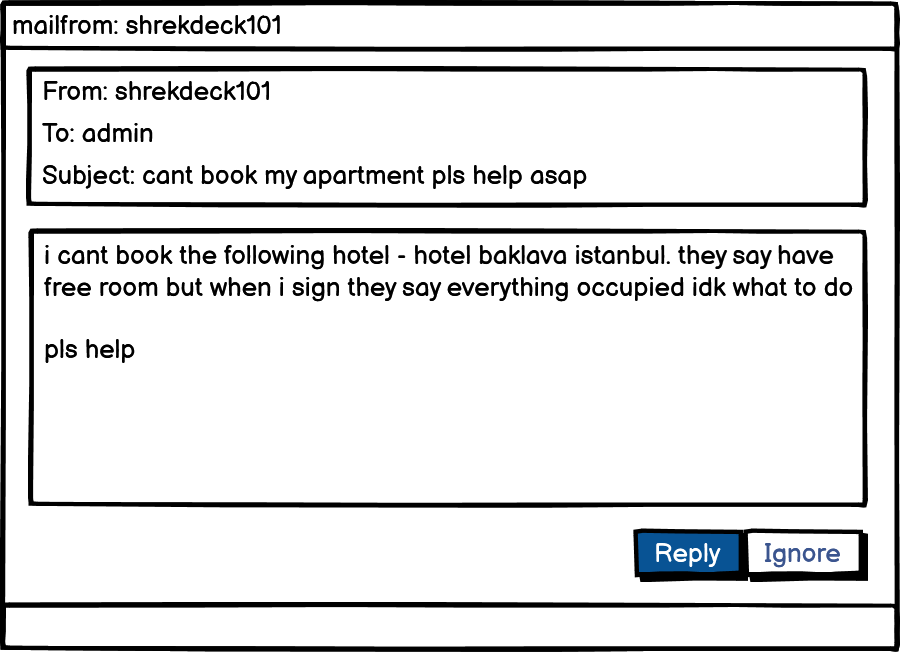 mailfrom: shrekdeck101
From: shrekdeck101
To: admin
Subject: cant book my apartment pls help asap
i cant book the following hotel - hotel baklava istanbul. they say have
free room but when i sign they say everything occupied idk what to do
pls help
Reply
Ignore